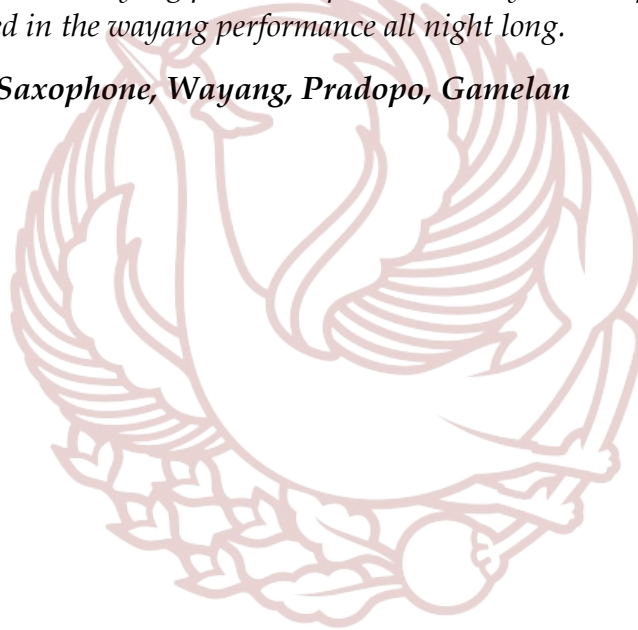 ed in the wayang performance all night long.
Saxophone, Wayang, Pradopo, Gamelan